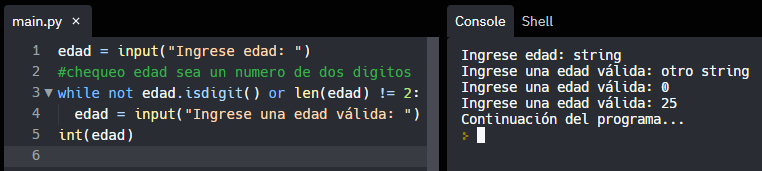 main.py ×
1 edad = input("Ingrese edad: ")
2 #chequeo edad sea un numero de dos digitos
3 while not edad.isdigit() or len(edad) != 2:
4 edad = input("Ingrese una edad válida: ")
5 int(edad)
6
Console Shell
Ingrese edad: string
Ingrese una edad válida: otro string
Ingrese una edad válida: 0
Ingrese una edad válida: 25
Continuación del programa...